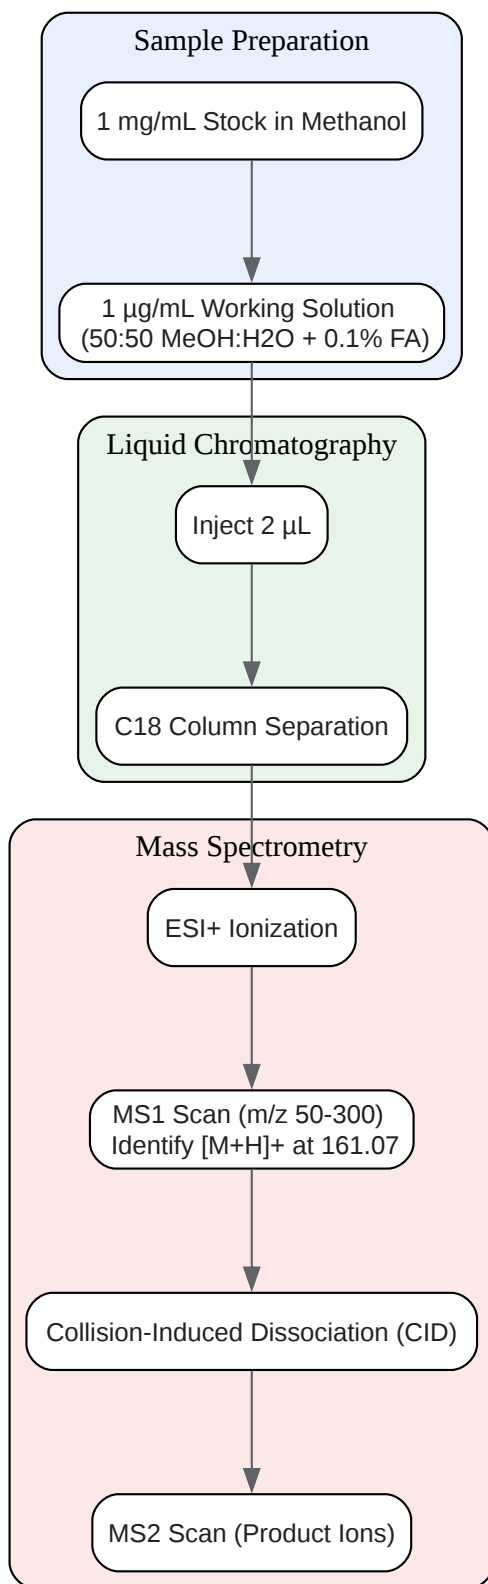 Sample Preparation
1 mg/mL Stock in Methanol
1 µg/mL Working Solution
(50:50 MeOH:H2O + 0.1% FA)
Liquid Chromatography
Inject 2 µL
C18 Column Separation
Mass Spectrometry
ESI+ Ionization
MS1 Scan (m/z 50-300)
Identify [M+H]+ at 161.07
Collision-Induced Dissociation (CID)
MS2 Scan (Product Ions)